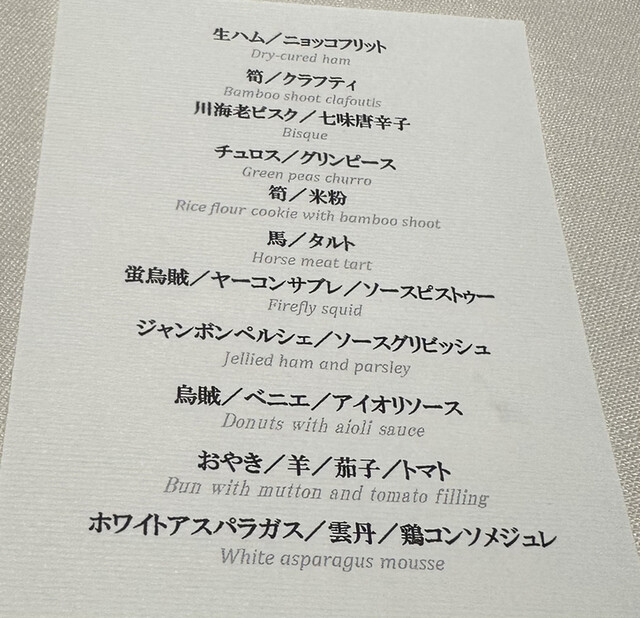 生ハム／ニョッコフリット
Dry-cured ham
筍／クラフティ
Bamboo shoot clafoutis
川海老ビスク／七味唐辛子
Bisque
チュロス／グリンピース
Green peas churro
筍／米粉
Rice flour cookie with bamboo shoot
馬／タルト
Horse meat tart
蛍烏賊／ヤーコンサブレ／ソースピストゥー
Firefly squid
ジャンボンペルシェ／ソースグリビッシュ
Jellied ham and parsley
烏賊／ベニエ／アイオリソース
Donuts with aioli sauce
おやき／羊／茄子／トマト
Bun with mutton and tomato filling
ホワイトアスパラガス／雲丹／鶏コンソメジュレ
White asparagus mousse